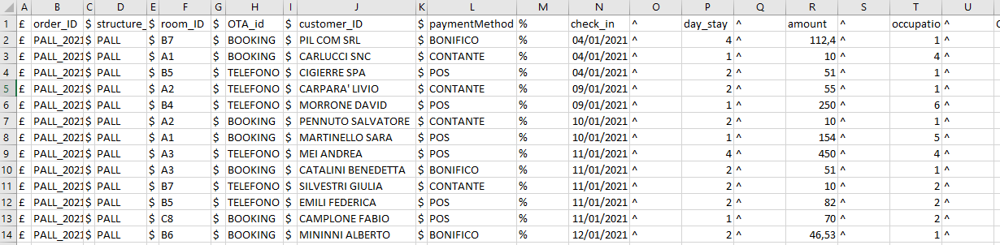 A B C D E F G H I J K L M N O P Q R S T U
1 £ order_ID $ structure_ $ room_ID $ OTA_id $ customer_ID $ paymentMethod % check_in ^ day_stay ^ amount ^ occupatio ^
2 £ PALL_2021 $ PALL $ B7 $ BOOKING $ PIL COM SRL $ BONIFICO % 04/01/2021 ^ 4 ^ 112,4 ^ 1 ^
3 £ PALL_2021 $ PALL $ A1 $ BOOKING $ CARLUCCI SNC $ CONTANTE % 04/01/2021 ^ 1 ^ 10 ^ 4 ^
4 £ PALL_2021 $ PALL $ B5 $ TELEFONO $ CIGIERRE SPA $ POS % 04/01/2021 ^ 2 ^ 51 ^ 1 ^
5 £ PALL_2021 $ PALL $ A2 $ TELEFONO $ CARPARA' LIVIO $ CONTANTE % 09/01/2021 ^ 2 ^ 55 ^ 1 ^
6 £ PALL_2021 $ PALL $ B4 $ TELEFONO $ MORRONE DAVID $ POS % 09/01/2021 ^ 1 ^ 250 ^ 6 ^
7 £ PALL_2021 $ PALL $ A2 $ BOOKING $ PENNUTO SALVATORE $ CONTANTE % 10/01/2021 ^ 2 ^ 10 ^ 1 ^
8 £ PALL_2021 $ PALL $ A1 $ BOOKING $ MARTINELLO SARA $ POS % 10/01/2021 ^ 1 ^ 154 ^ 5 ^
9 £ PALL_2021 $ PALL $ A3 $ TELEFONO $ MEI ANDREA $ POS % 11/01/2021 ^ 4 ^ 450 ^ 4 ^
10 £ PALL_2021 $ PALL $ A3 $ BOOKING $ CATALINI BENEDETTA $ BONIFICO % 11/01/2021 ^ 2 ^ 51 ^ 1 ^
11 £ PALL_2021 $ PALL $ B7 $ TELEFONO $ SILVESTRI GIULIA $ CONTANTE % 11/01/2021 ^ 2 ^ 10 ^ 2 ^
12 £ PALL_2021 $ PALL $ B5 $ TELEFONO $ EMILI FEDERICA $ POS % 11/01/2021 ^ 2 ^ 82 ^ 2 ^
13 £ PALL_2021 $ PALL $ C8 $ BOOKING $ CAMPLONE FABIO $ POS % 11/01/2021 ^ 1 ^ 70 ^ 2 ^
14 £ PALL_2021 $ PALL $ B6 $ BOOKING $ MININNI ALBERTO $ BONIFICO % 12/01/2021 ^ 2 ^ 46,53 ^ 1 ^